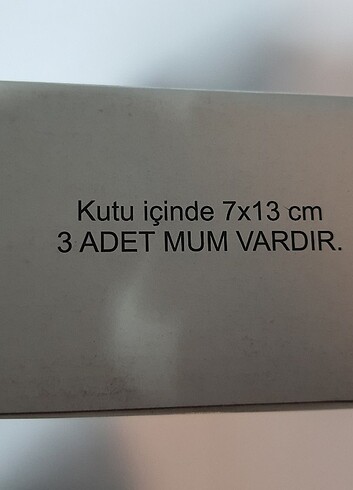 Kutu içinde 7x13 cm
3 ADET MUM VARDIR.